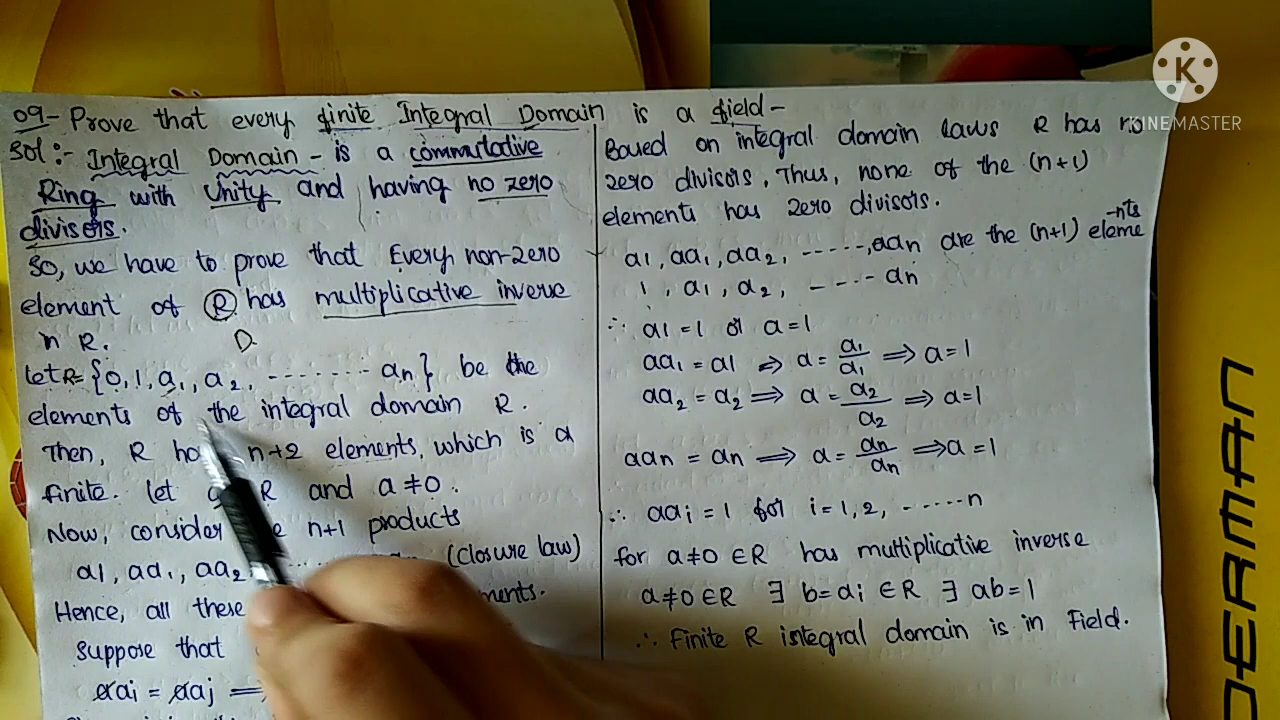 09- Prove that every finite Integral Domain is a field-
Sol:- Integral Domain - is a commutative
Ring with Unity and having no zero
divisors.
So, we have to prove that Every non-zero
element of R has multiplicative inverse
n R. D
Let R= {0, 1, a₁, a₂, ........ an} be the
elements of the integral domain R.
Then, R ha n+2 elements, which is a
finite. Let R and a≠0.
Now, consider n+1 products
a1, aa₁, aa₂ (closure law)
Hence, all these ments.
Suppose that
aai = aaj ⟹
Based on integral domain laws R has no
zero divisors, Thus, none of the (n+1)
elements has zero divisors.
a1, aa₁, aa₂, ......, aan are the (n+1) eleme-nts
1, a₁, a₂, ---- an
∴ a1 = 1 or a = 1
aa₁ = a1 ⇒ a = a₁/a₁ ⟹ a = 1
aa₂ = a₂ ⟹ a = a₂/a₂ ⟹ a = 1
aan = an ⟹ a = an/an ⟹ a = 1
∴ aai = 1 for i = 1, 2, ...... n
for a≠0 ∈ R has multiplicative inverse
a≠0 ∈ R ∃ b = ai ∈ R ∃ ab = 1
∴ Finite R integral domain is in Field.
K
KINEMASTER
DERMAN